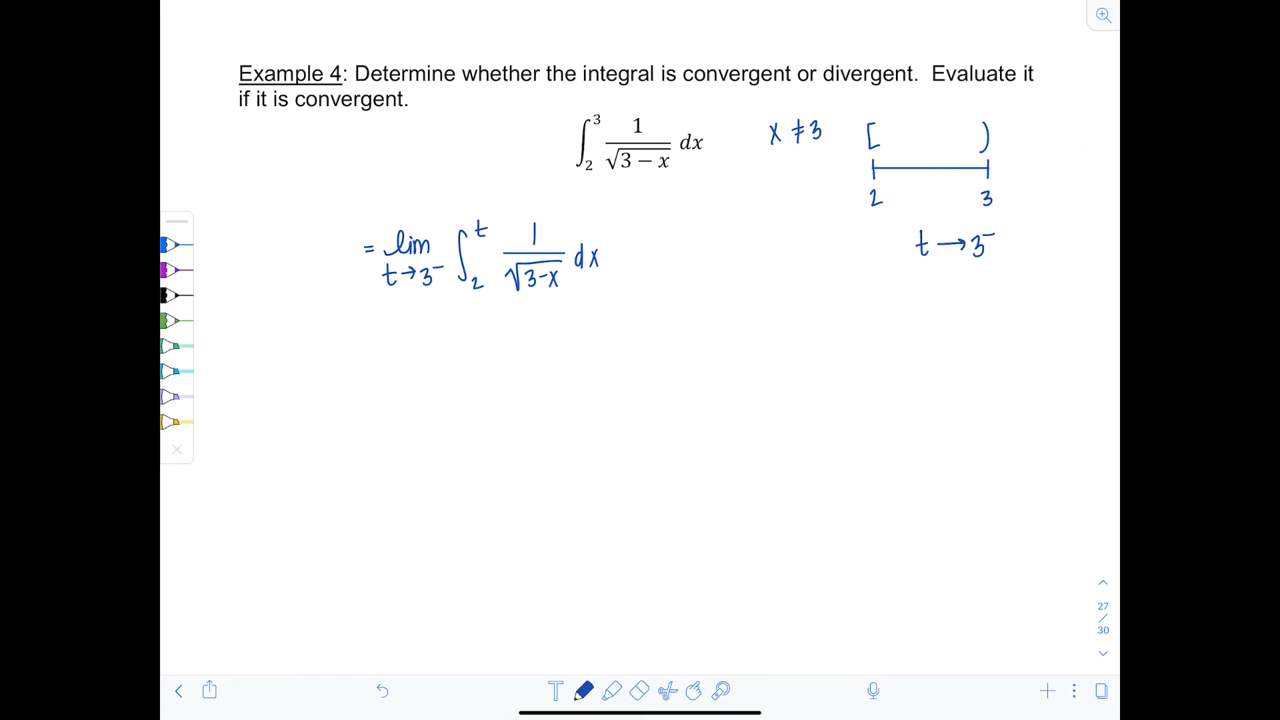 Example 4: Determine whether the integral is convergent or divergent. Evaluate it
if it is convergent.
∫₂³ 1/√(3 − x) dx
x ≠ 3 [ )
2 3
t → 3⁻
= lim t→3⁻ ∫₂ᵗ 1/√(3-x) dx
27
/
30
T